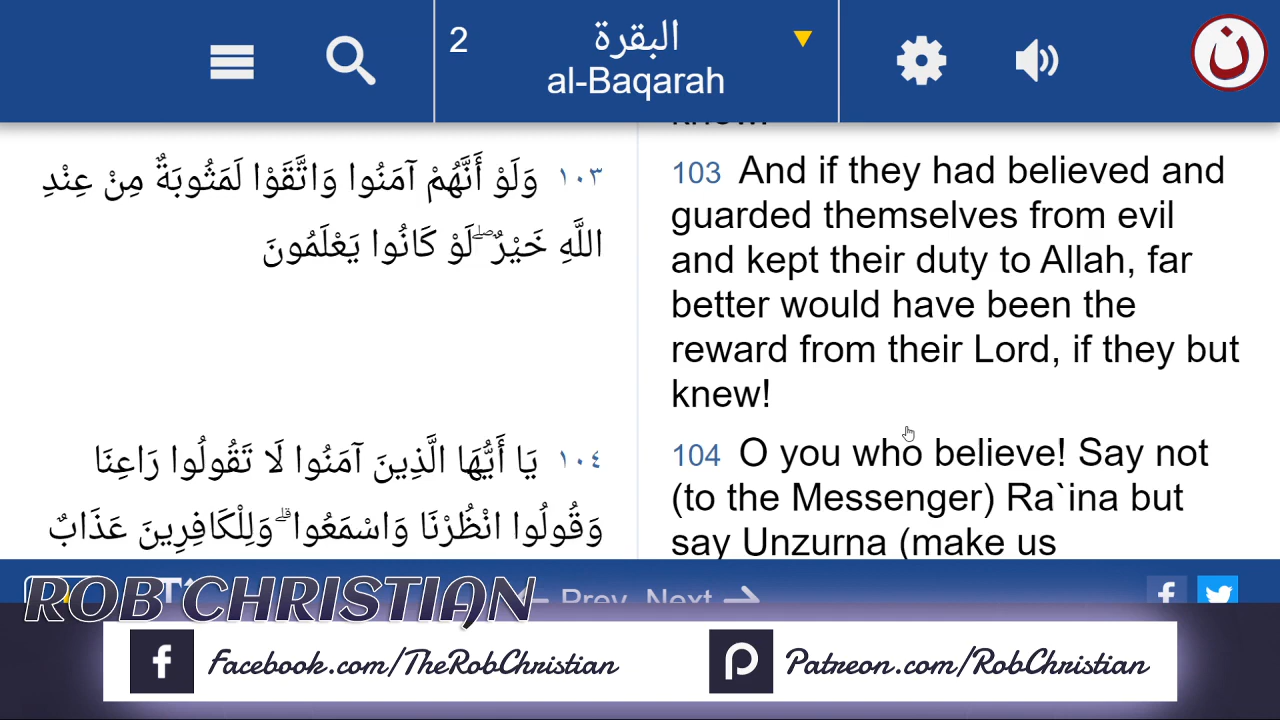 2
البقرة
al-Baqarah
ن
١٠٣ وَلَوْ أَنَّهُمْ آمَنُوا وَاتَّقَوْا لَمَثُوبَةٌ مِنْ عِنْدِ
اللَّهِ خَيْرٌ ۖ لَوْ كَانُوا يَعْلَمُونَ
١٠٤ يَا أَيُّهَا الَّذِينَ آمَنُوا لَا تَقُولُوا رَاعِنَا
وَقُولُوا انْظُرْنَا وَاسْمَعُوا ۗ وَلِلْكَافِرِينَ عَذَابٌ
103 And if they had believed and
guarded themselves from evil
and kept their duty to Allah, far
better would have been the
reward from their Lord, if they but
knew!
104 O you who believe! Say not
(to the Messenger) Ra`ina but
say Unzurna (make us
Prev Next
ROB CHRISTIAN
Facebook.com/TheRobChristian
Patreon.com/RobChristian